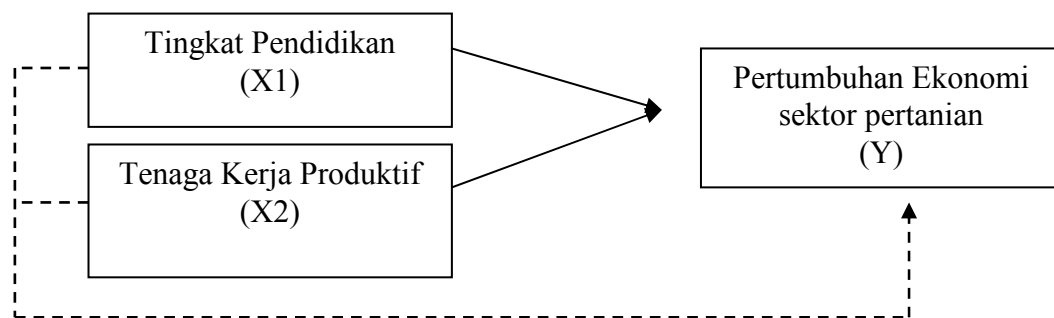 Tingkat Pendidikan
(X1)
Tenaga Kerja Produktif
(X2)
Pertumbuhan Ekonomi
sektor pertanian
(Y)